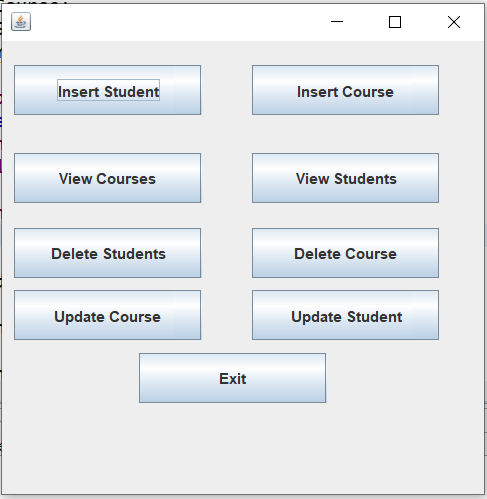 Insert Student
Insert Course
View Courses
View Students
Delete Students
Delete Course
Update Course
Update Student
Exit